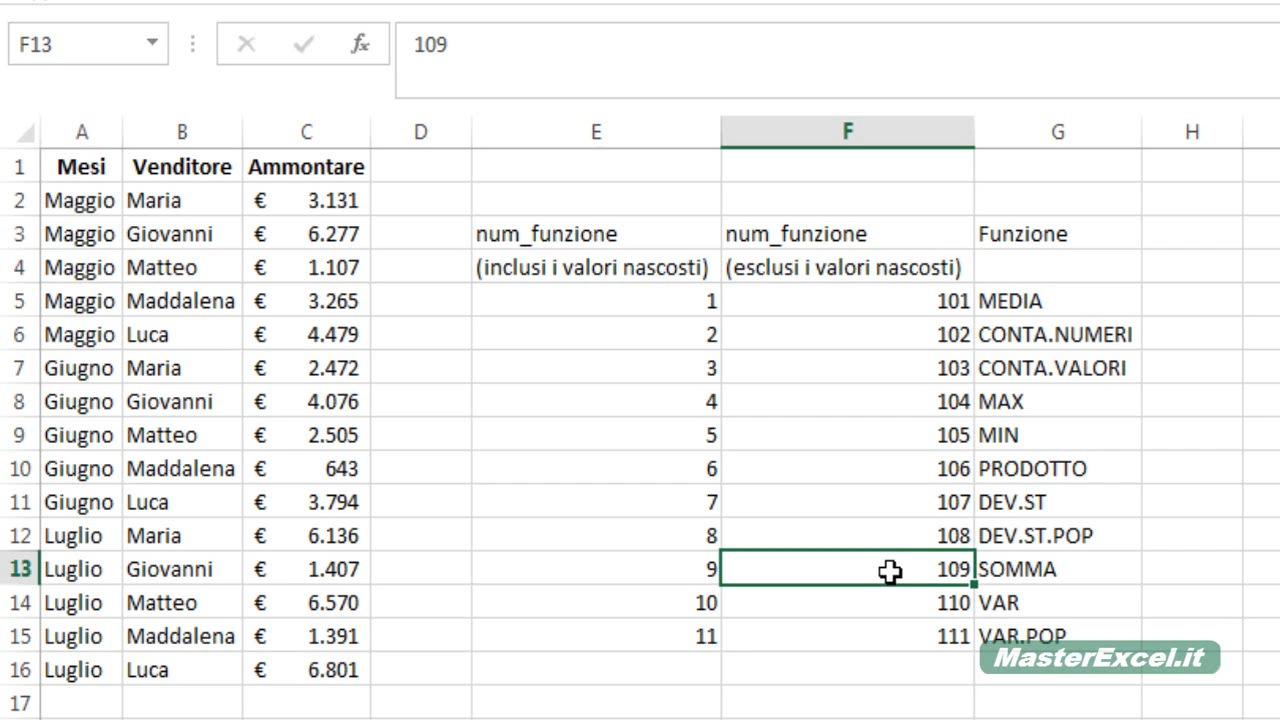 F13 fx 109
A B C D E F G H
1 Mesi Venditore Ammontare
2 Maggio Maria € 3.131
3 Maggio Giovanni € 6.277 num_funzione num_funzione Funzione
4 Maggio Matteo € 1.107 (inclusi i valori nascosti) (esclusi i valori nascosti)
5 Maggio Maddalena € 3.265 1 101 MEDIA
6 Maggio Luca € 4.479 2 102 CONTA.NUMERI
7 Giugno Maria € 2.472 3 103 CONTA.VALORI
8 Giugno Giovanni € 4.076 4 104 MAX
9 Giugno Matteo € 2.505 5 105 MIN
10 Giugno Maddalena € 643 6 106 PRODOTTO
11 Giugno Luca € 3.794 7 107 DEV.ST
12 Luglio Maria € 6.136 8 108 DEV.ST.POP
13 Luglio Giovanni € 1.407 9 109 SOMMA
14 Luglio Matteo € 6.570 10 110 VAR
15 Luglio Maddalena € 1.391 11 111 VAR.POP
16 Luglio Luca € 6.801
MasterExcel.it
17